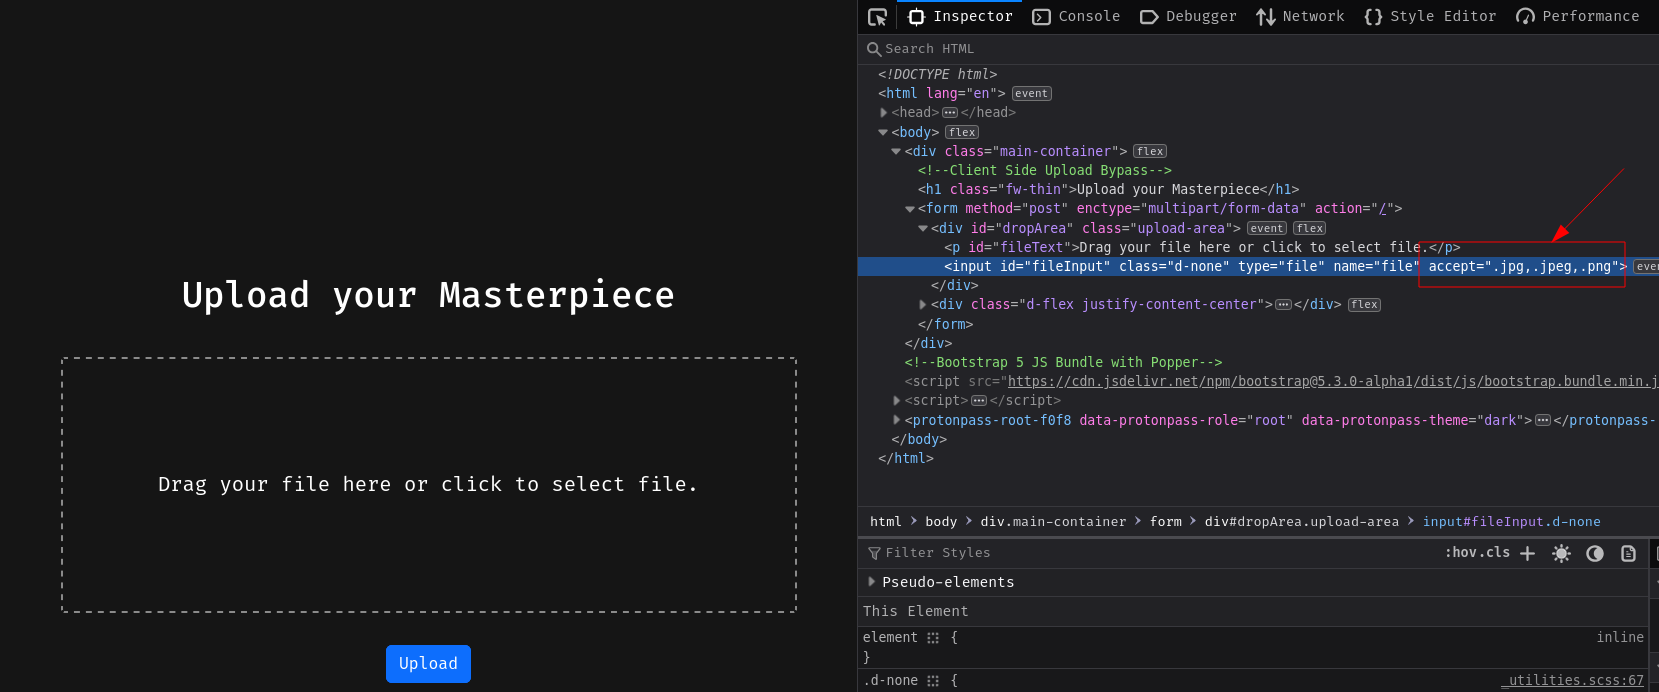 Upload your Masterpiece
Drag your file here or click to select file.
Upload
Inspector Console Debugger Network Style Editor Performance
Search HTML
<!DOCTYPE html>
<html lang="en"> event
<head> ••• </head>
<body> flex
<div class="main-container"> flex
<!--Client Side Upload Bypass-->
<h1 class="fw-thin">Upload your Masterpiece</h1>
<form method="post" enctype="multipart/form-data" action="/">
<div id="dropArea" class="upload-area"> event flex
<p id="fileText">Drag your file here or click to select file.</p>
<input id="fileInput" class="d-none" type="file" name="file" accept=".jpg,.jpeg,.png"> even
</div>
<div class="d-flex justify-content-center"> ••• </div> flex
</form>
</div>
<!--Bootstrap 5 JS Bundle with Popper-->
<script src="https://cdn.jsdelivr.net/npm/bootstrap@5.3.0-alpha1/dist/js/bootstrap.bundle.min.j
<script> ••• </script>
<protonpass-root-f0f8 data-protonpass-role="root" data-protonpass-theme="dark"> ••• </protonpass-
</body>
</html>
html > body > div.main-container > form > div#dropArea.upload-area > input#fileInput.d-none
Filter Styles :hov .cls +
Pseudo-elements
This Element
element { inline
}
.d-none { _utilities.scss:67